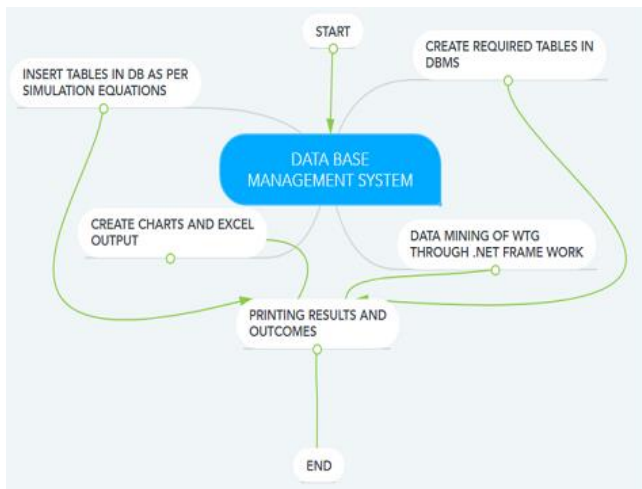 START
CREATE REQUIRED TABLES IN
DBMS
INSERT TABLES IN DB AS PER
SIMULATION EQUATIONS
DATA BASE
MANAGEMENT SYSTEM
CREATE CHARTS AND EXCEL
OUTPUT
DATA MINING OF WTG
THROUGH .NET FRAME WORK
PRINTING RESULTS AND
OUTCOMES
END